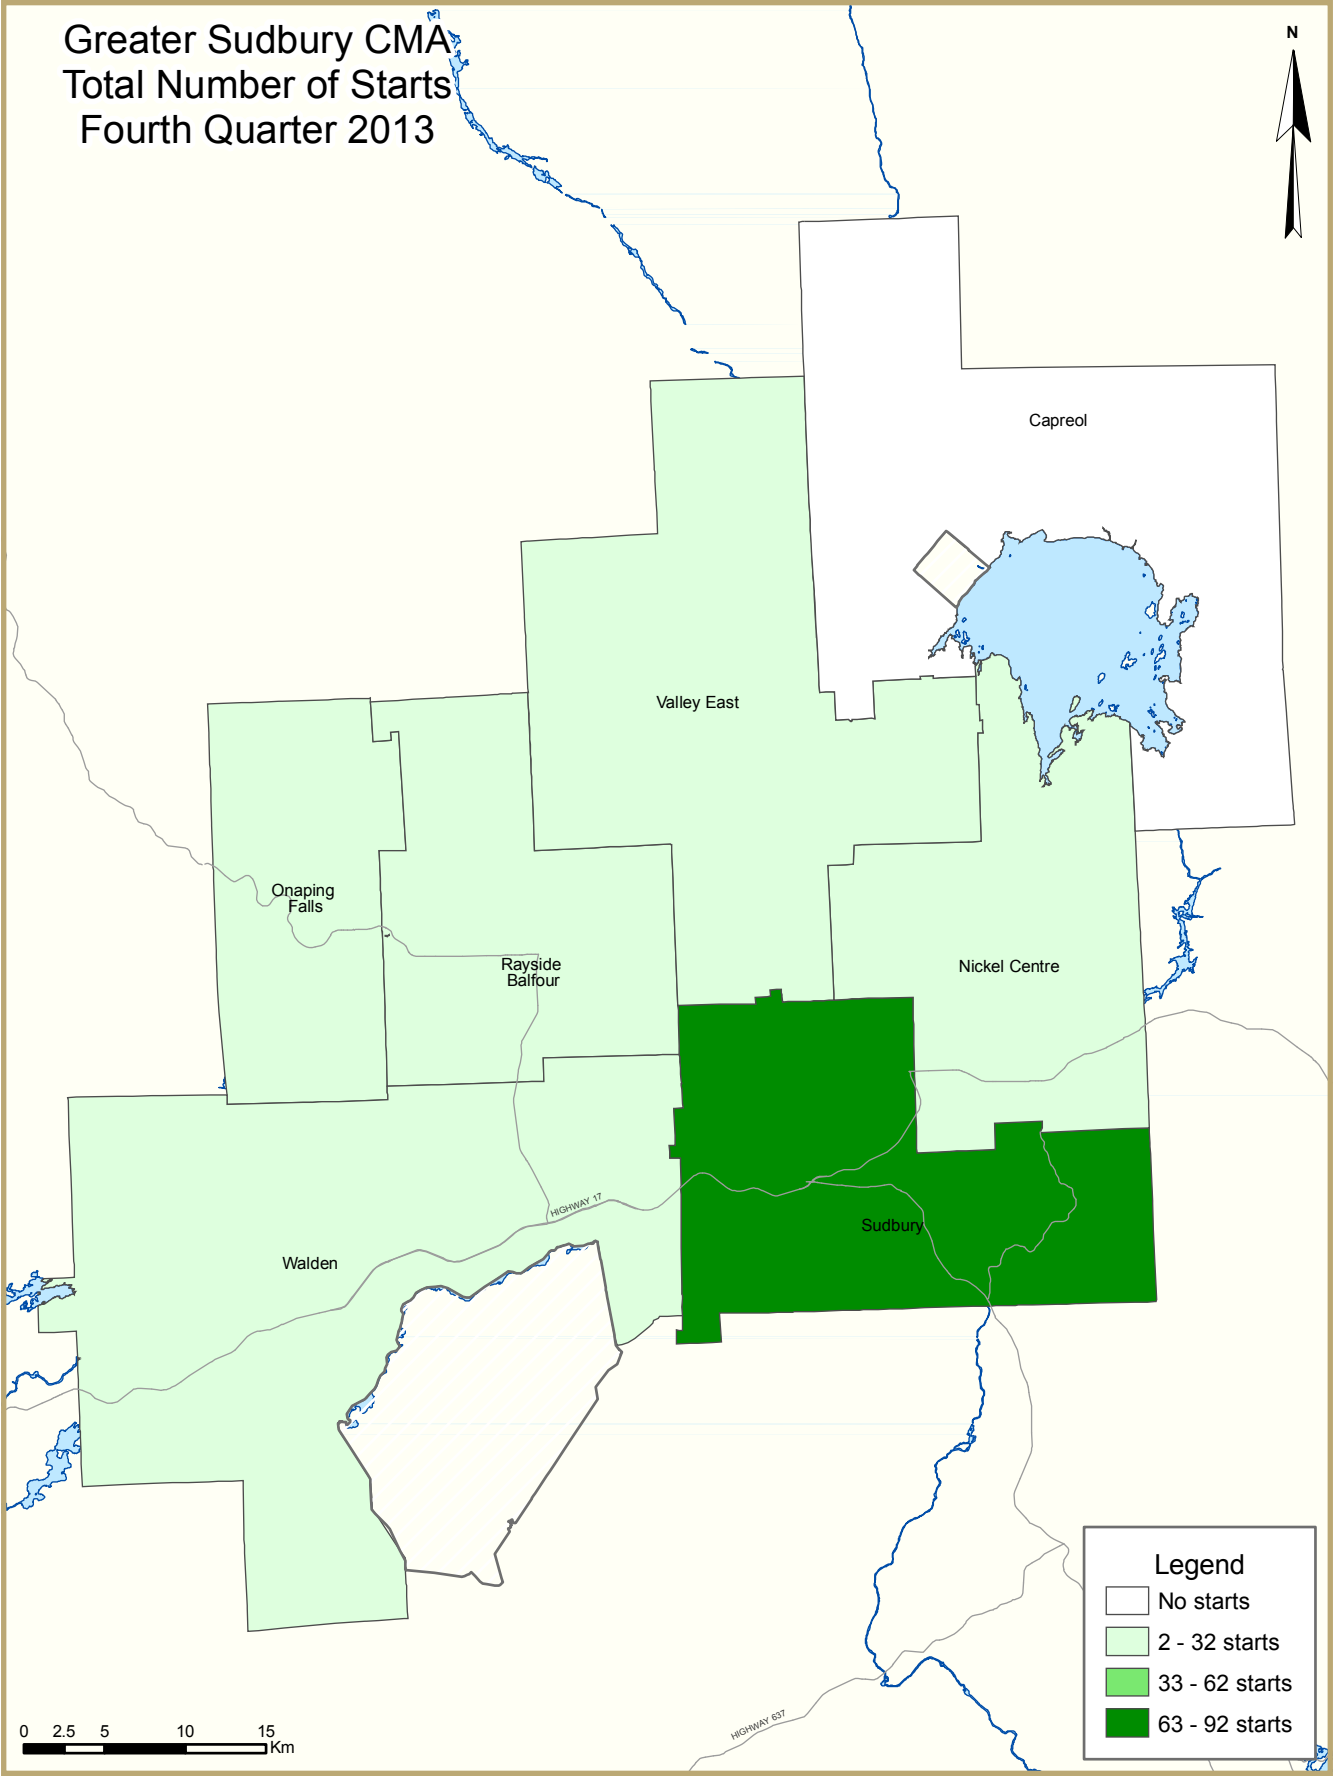 Greater Sudbury CMA
Total Number of Starts
Fourth Quarter 2013
N
Capreol
Valley East
Onaping
Falls
Rayside
Balfour
Nickel Centre
HIGHWAY 17
Sudbury
Walden
Legend
No starts
2 - 32 starts
33 - 62 starts
63 - 92 starts
HIGHWAY 637
0 2.5 5 10 15
Km